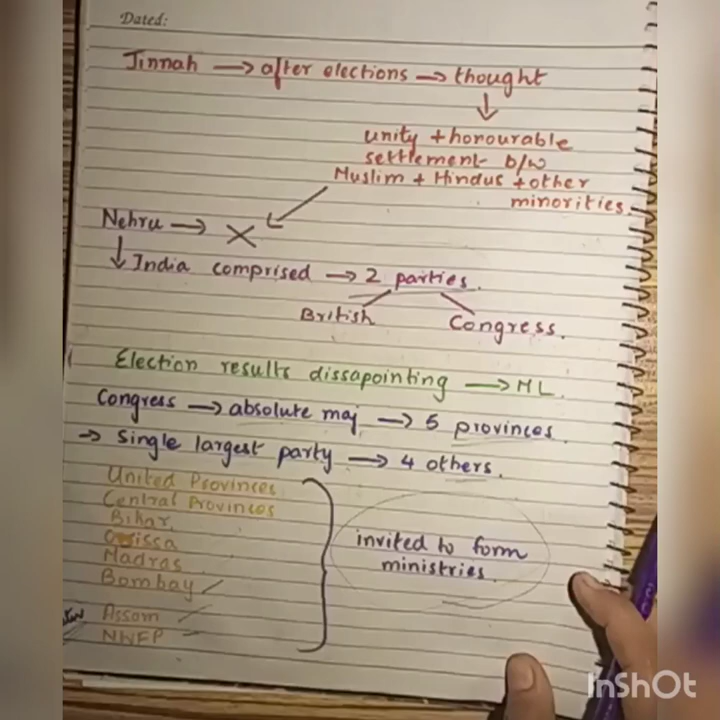 Dated:
Jinnah → after elections → thought
↓
unity + honourable
settlement b/w
Muslim + Hindus + other
minorities.
Nehru → X
↓ India comprised → 2 parties.
British Congress.
Election results dissapointing → ML.
Congress → absolute maj → 5 provinces.
→ Single largest party → 4 others.
United Provinces
Central Provinces
Bihar
Orissa
Madras
Bombay
Assam
NWFP
invited to form
ministries.
InShOt